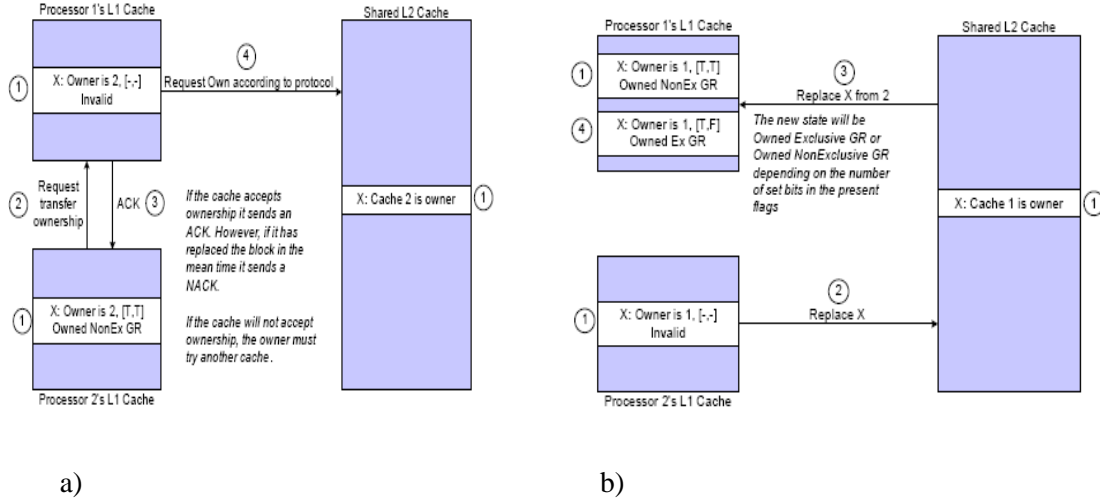 Processor 1's L1 Cache
Shared L2 Cache
1
X: Owner is 2, [-,-]
Invalid
4
Request Own according to protocol
2
Request
transfer
ownership
ACK
3
If the cache accepts
ownership it sends an
ACK. However, if it has
replaced the block in the
mean time it sends a
NACK.
If the cache will not accept
ownership, the owner must
try another cache.
X: Cache 2 is owner
1
1
X: Owner is 2, [T,T]
Owned NonEx GR
Processor 2's L1 Cache
a)
Processor 1's L1 Cache
Shared L2 Cache
1
X: Owner is 1, [T,T]
Owned NonEx GR
3
Replace X from 2
4
X: Owner is 1, [T,F]
Owned Ex GR
The new state will be
Owned Exclusive GR or
Owned NonExclusive GR
depending on the number
of set bits in the present
flags
X: Cache 1 is owner
1
1
X: Owner is 1, [-,-]
Invalid
2
Replace X
Processor 2's L1 Cache
b)